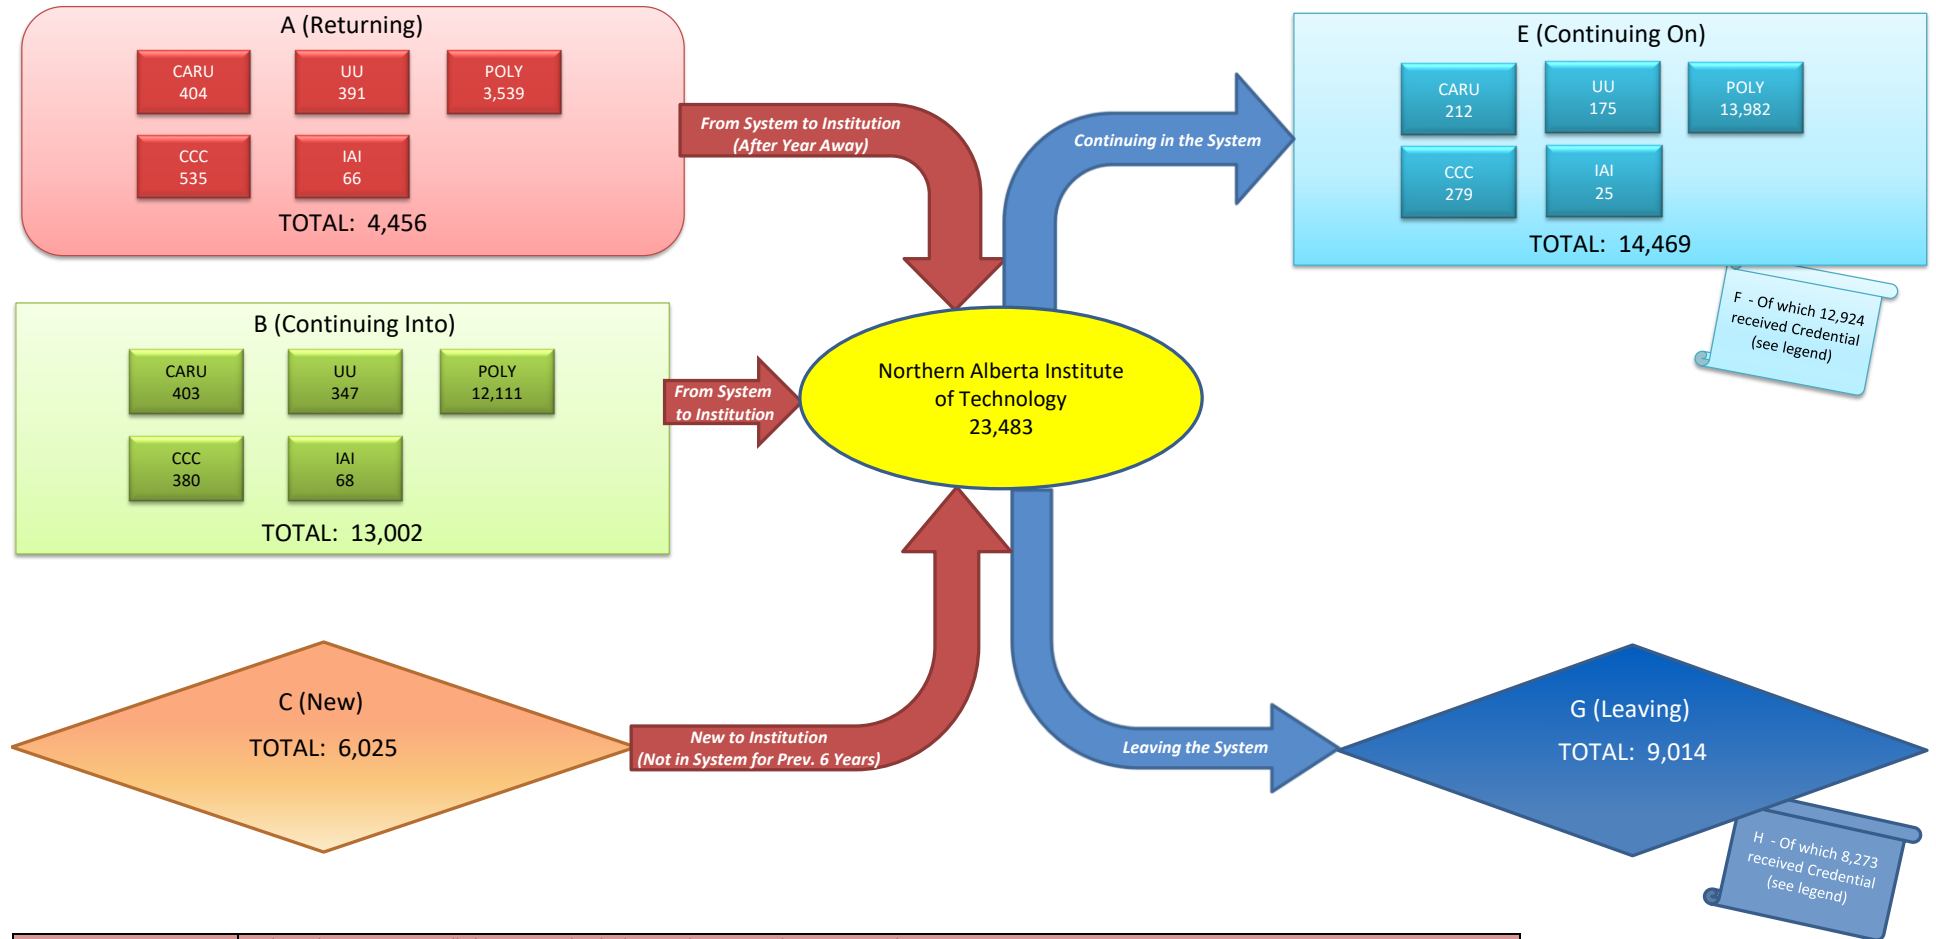 A (Returning)
CARU
404
UU
391
POLY
3,539
CCC
535
IAI
66
TOTAL: 4,456
From System to Institution
(After Year Away)
Continuing in the System
E (Continuing On)
CARU
212
UU
175
POLY
13,982
CCC
279
IAI
25
TOTAL: 14,469
F - Of which 12,924
received Credential
(see legend)
B (Continuing Into)
CARU
403
UU
347
POLY
12,111
CCC
380
IAI
68
TOTAL: 13,002
From System
to Institution
Northern Alberta Institute
of Technology
23,483
C (New)
TOTAL: 6,025
New to Institution
(Not in System for Prev. 6 Years)
Leaving the System
G (Leaving)
TOTAL: 9,014
H - Of which 8,273
received Credential
(see legend)